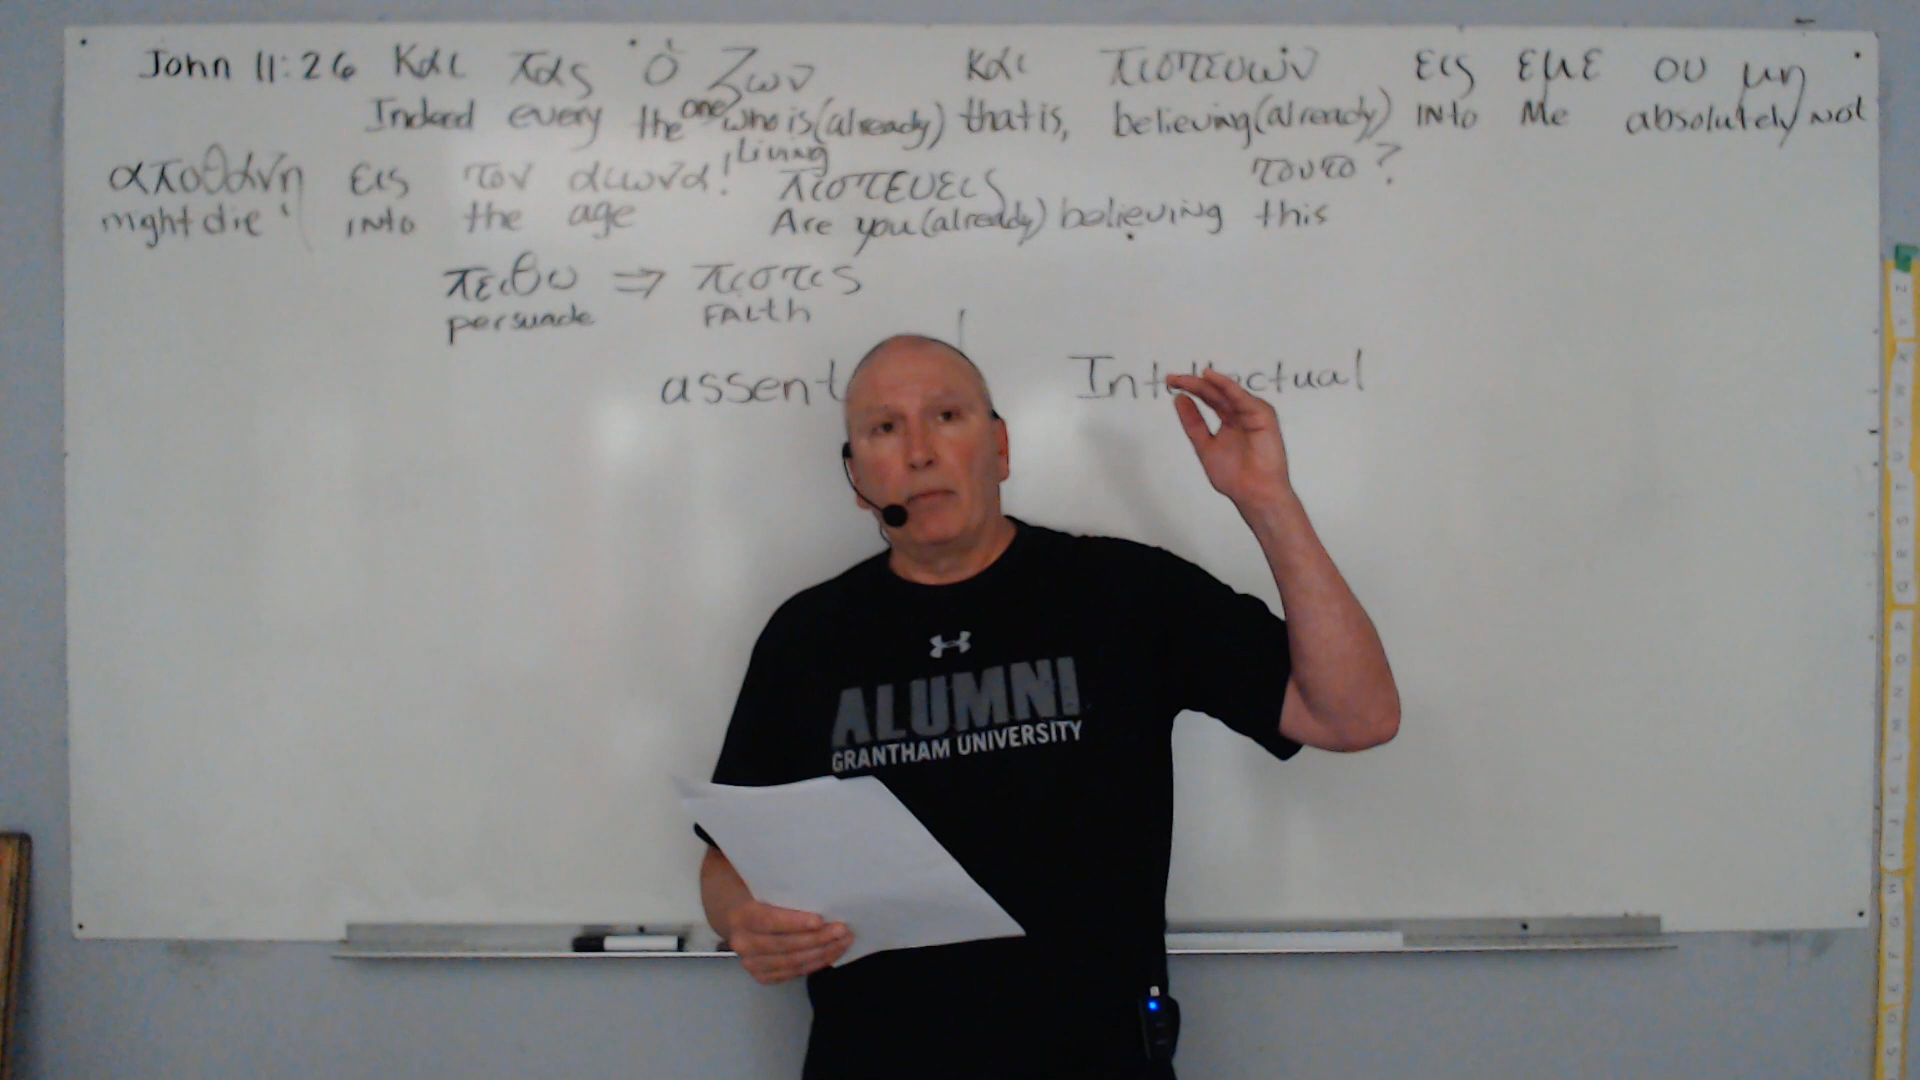 John 11:26 Και πας ὁ Ζων και πιστευων εις εμε ου μη
Indeed every the one who is (already) that is, believing (already) INto Me absolutely not
living
αποθανη εις τον αιωνα! πιστευεις τουτο?
might die INto the age Are you (already) believing this
πειθω ⇒ πιστις
persuade FAith
assent Intellectual
ALUMNI
GRANTHAM UNIVERSITY